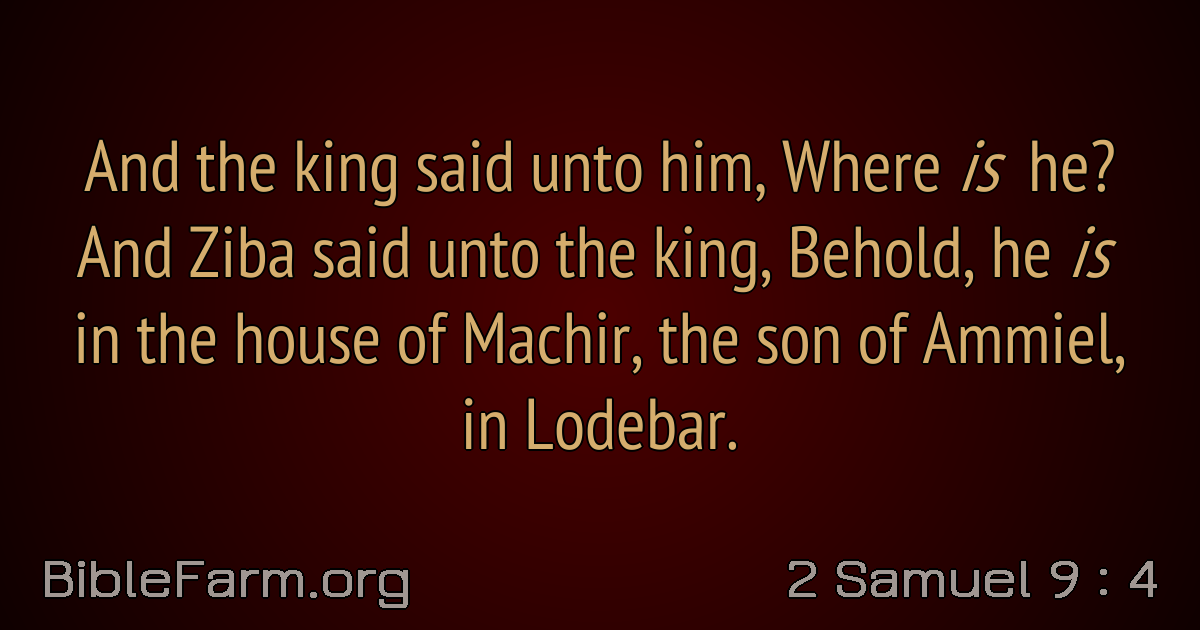 And the king said unto him, Where is he?
And Ziba said unto the king, Behold, he is
in the house of Machir, the son of Ammiel,
in Lodebar.
BibleFarm.org
2 Samuel 9 : 4